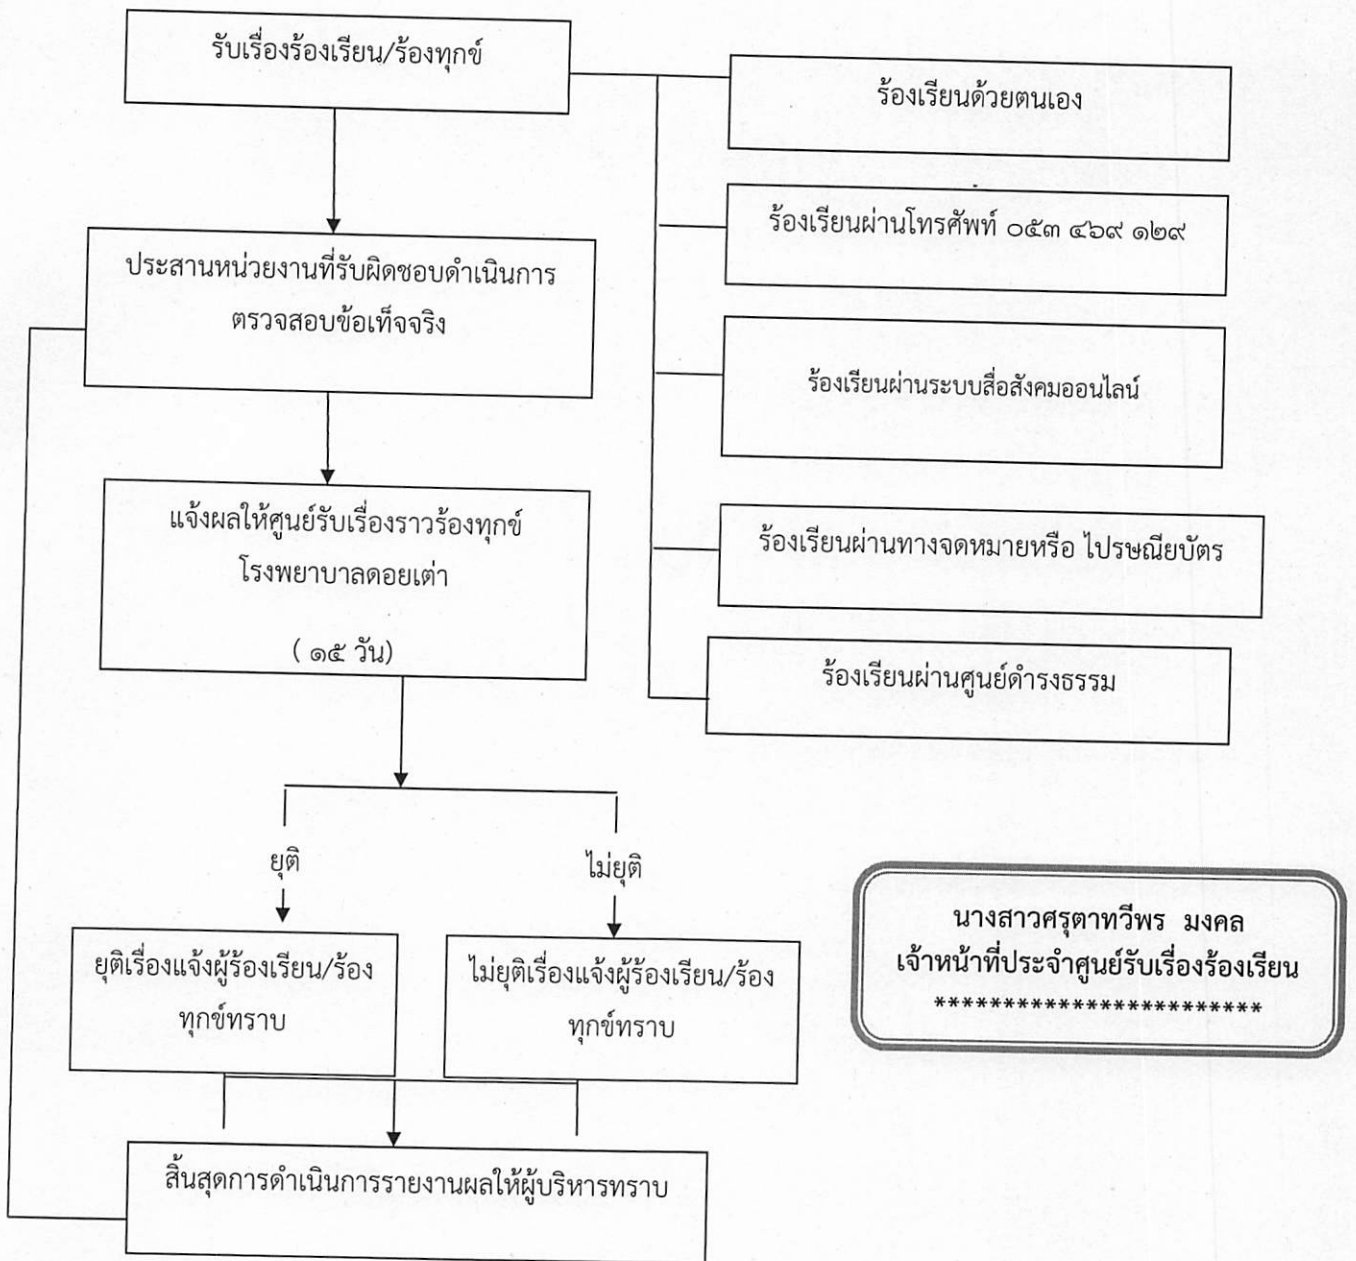 รับเรื่องร้องเรียน/ร้องทุกข์
ร้องเรียนด้วยตนเอง
ร้องเรียนผ่านโทรศัพท์ ๐๕๓ ๔๖๙ ๑๒๙
ประสานหน่วยงานที่รับผิดชอบดำเนินการ
ตรวจสอบข้อเท็จจริง
ร้องเรียนผ่านระบบสื่อสังคมออนไลน์
แจ้งผลให้ศูนย์รับเรื่องราวร้องทุกข์
โรงพยาบาลดอยเต่า
( ๑๕ วัน)
ร้องเรียนผ่านทางจดหมายหรือ ไปรษณียบัตร
ร้องเรียนผ่านศูนย์ดำรงธรรม
ยุติ
ไม่ยุติ
ยุติเรื่องแจ้งผู้ร้องเรียน/ร้อง
ทุกข์ทราบ
ไม่ยุติเรื่องแจ้งผู้ร้องเรียน/ร้อง
ทุกข์ทราบ
นางสาวศรุตาทวีพร มงคล
เจ้าหน้าที่ประจำศูนย์รับเรื่องร้องเรียน
************************
สิ้นสุดการดำเนินการรายงานผลให้ผู้บริหารทราบ